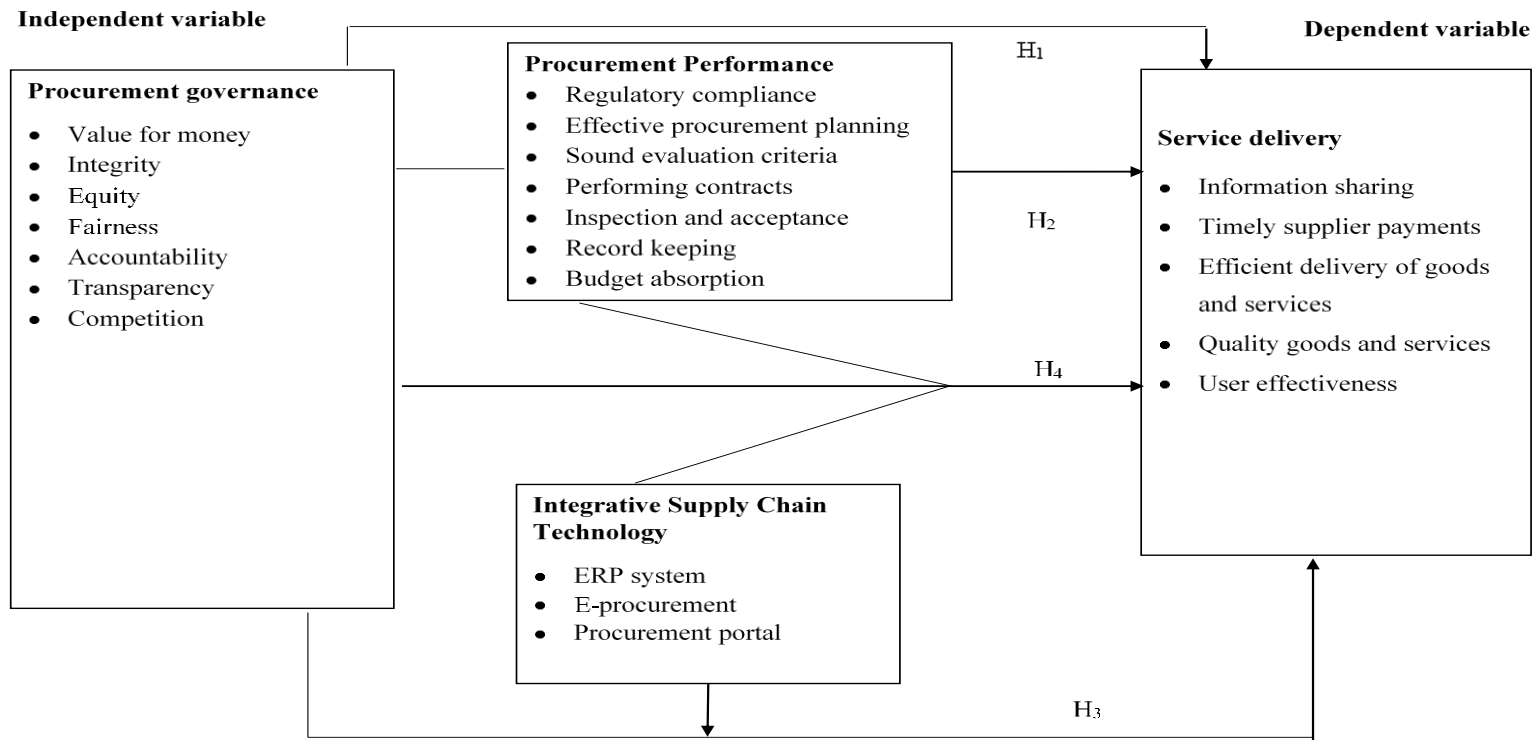 Independent variable
Dependent variable
H₁
Procurement governance
• Value for money
• Integrity
• Equity
• Fairness
• Accountability
• Transparency
• Competition
Procurement Performance
• Regulatory compliance
• Effective procurement planning
• Sound evaluation criteria
• Performing contracts
• Inspection and acceptance
• Record keeping
• Budget absorption
H₂
H₄
Service delivery
• Information sharing
• Timely supplier payments
• Efficient delivery of goods
and services
• Quality goods and services
• User effectiveness
Integrative Supply Chain
Technology
• ERP system
• E-procurement
• Procurement portal
H₃